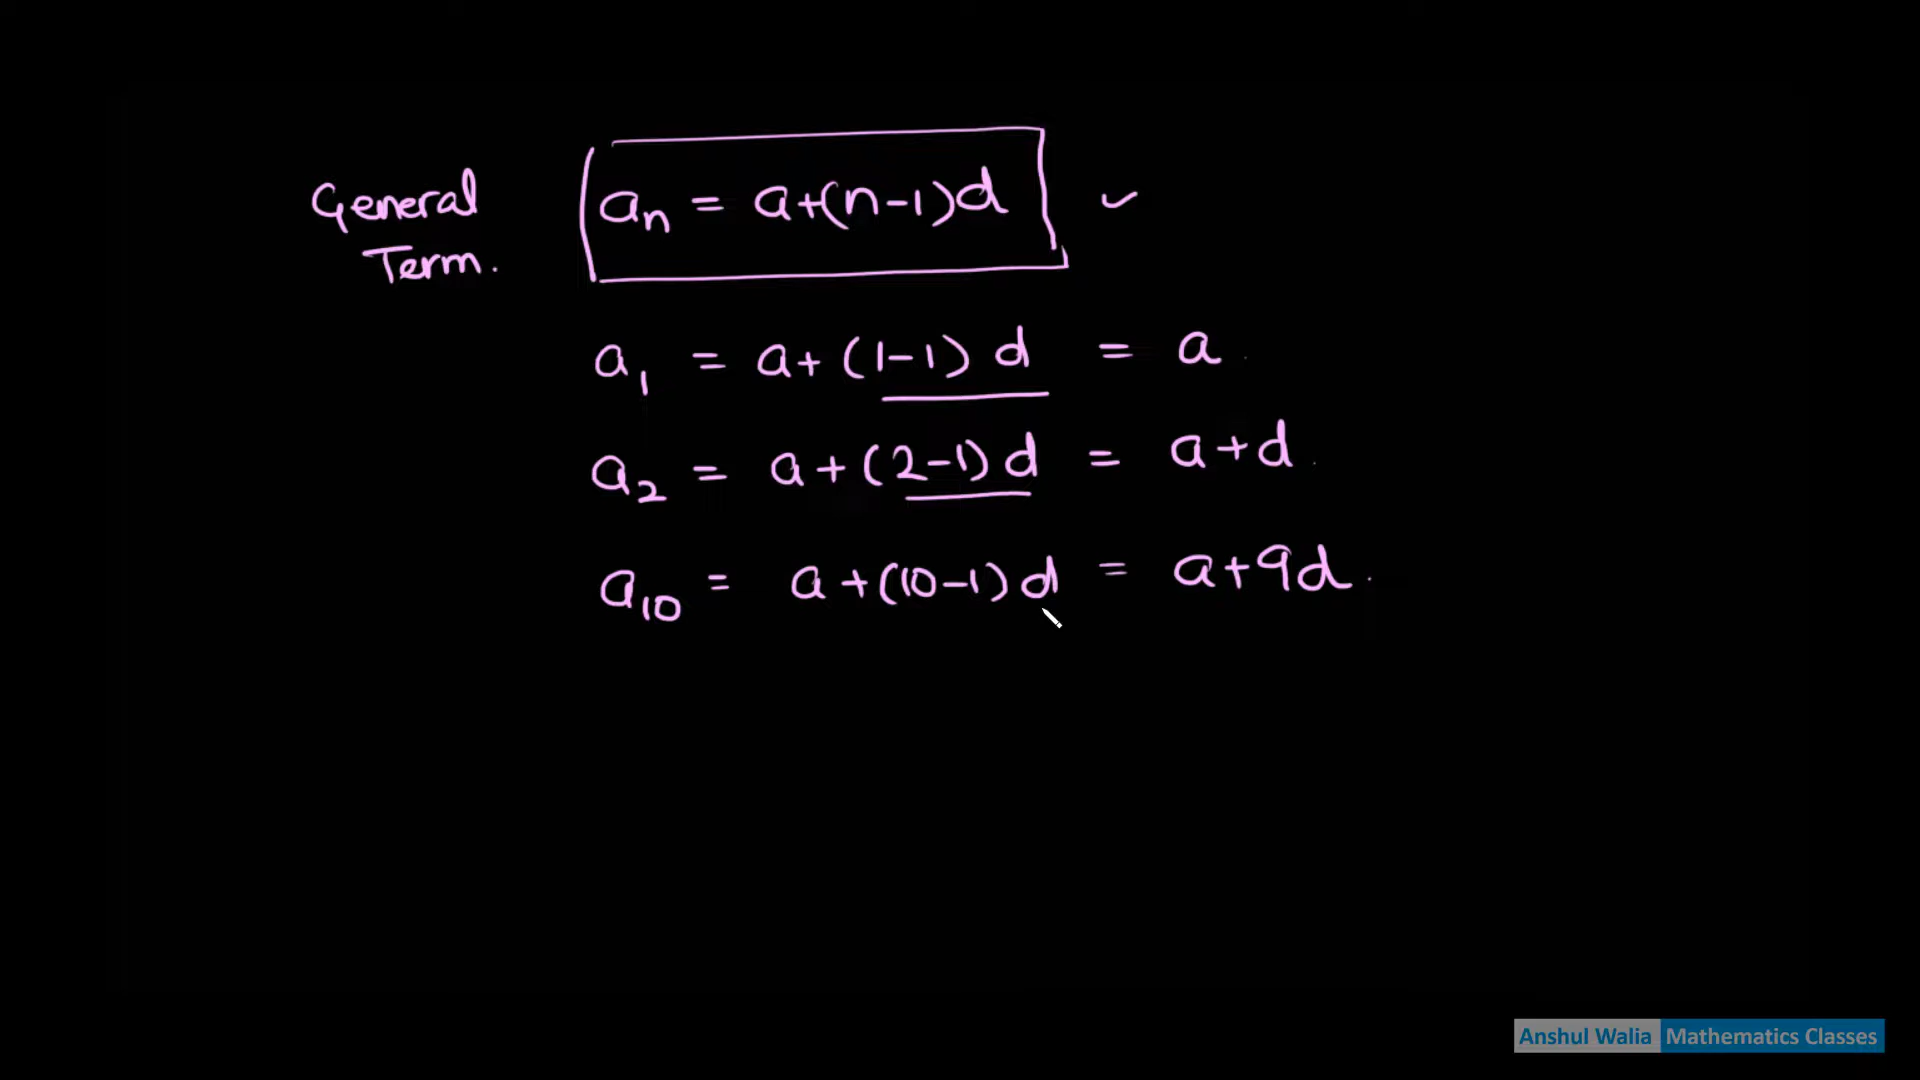 General
Term.
aₙ = a+(n-1)d ✓
a₁ = a+(1-1) d = a
a₂ = a+(2-1)d = a+d
a₁₀ = a+(10-1)d = a+9d
Anshul Walia Mathematics Classes